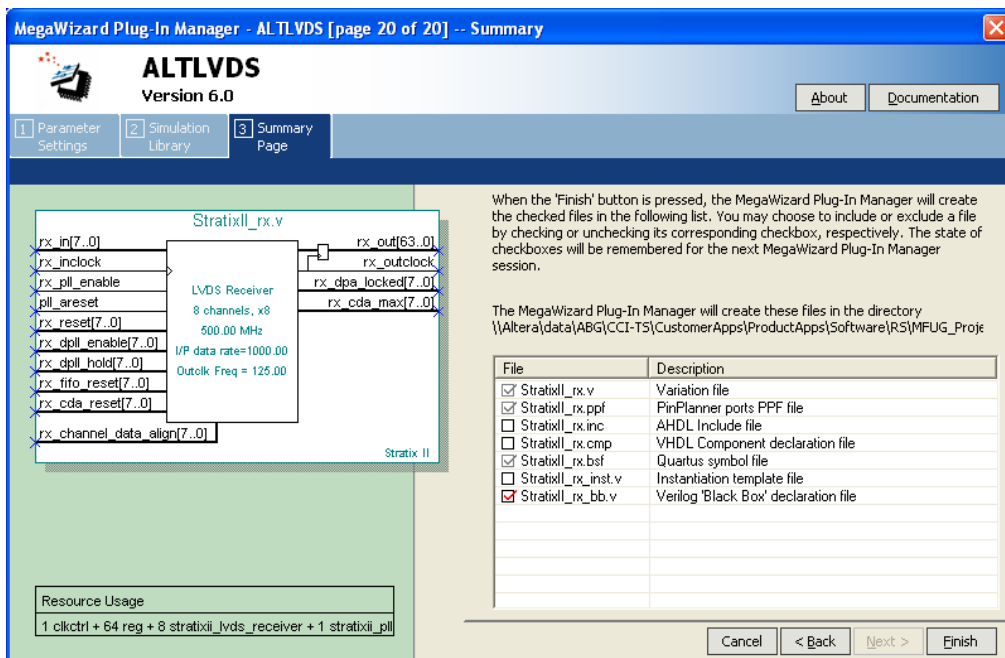 MegaWizard Plug-In Manager - ALTLVDS [page 20 of 20] -- Summary
ALTLVDS
Version 6.0
About
Documentation
1 Parameter Settings
2 Simulation Library
3 Summary Page
StratixII_rx.v
rx_in[7..0]
rx_inclock
rx_pll_enable
pll_areset
rx_reset[7..0]
rx_dpll_enable[7..0]
rx_dpll_hold[7..0]
rx_fifo_reset[7..0]
rx_cda_reset[7..0]
rx_channel_data_align[7..0]
LVDS Receiver
8 channels, x8
500.00 MHz
I/P data rate=1000.00
Outclk Freq = 125.00
rx_out[63..0]
rx_outclock
rx_dpa_locked[7..0]
rx_cda_max[7..0]
Stratix II
Resource Usage
1 clkctrl + 64 reg + 8 stratixii_lvds_receiver + 1 stratixii_pll
When the 'Finish' button is pressed, the MegaWizard Plug-In Manager will create
the checked files in the following list. You may choose to include or exclude a file
by checking or unchecking its corresponding checkbox, respectively. The state of
checkboxes will be remembered for the next MegaWizard Plug-In Manager
session.
The MegaWizard Plug-In Manager will create these files in the directory
\\Altera\data\ABG\CCI-TS\CustomerApps\ProductApps\Software\RS\MFUG_Proje
File Description
StratixII_rx.v Variation file
StratixII_rx.ppf PinPlanner ports PPF file
StratixII_rx.inc AHDL Include file
StratixII_rx.cmp VHDL Component declaration file
StratixII_rx.bsf Quartus symbol file
StratixII_rx_inst.v Instantiation template file
StratixII_rx_bb.v Verilog 'Black Box' declaration file
Cancel
< Back
Next >
Finish